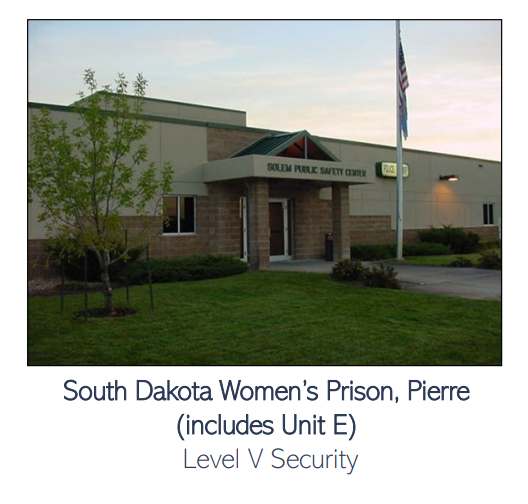 SOLEM PUBLIC SAFETY CENTER
South Dakota Women's Prison, Pierre
(includes Unit E)
Level V Security